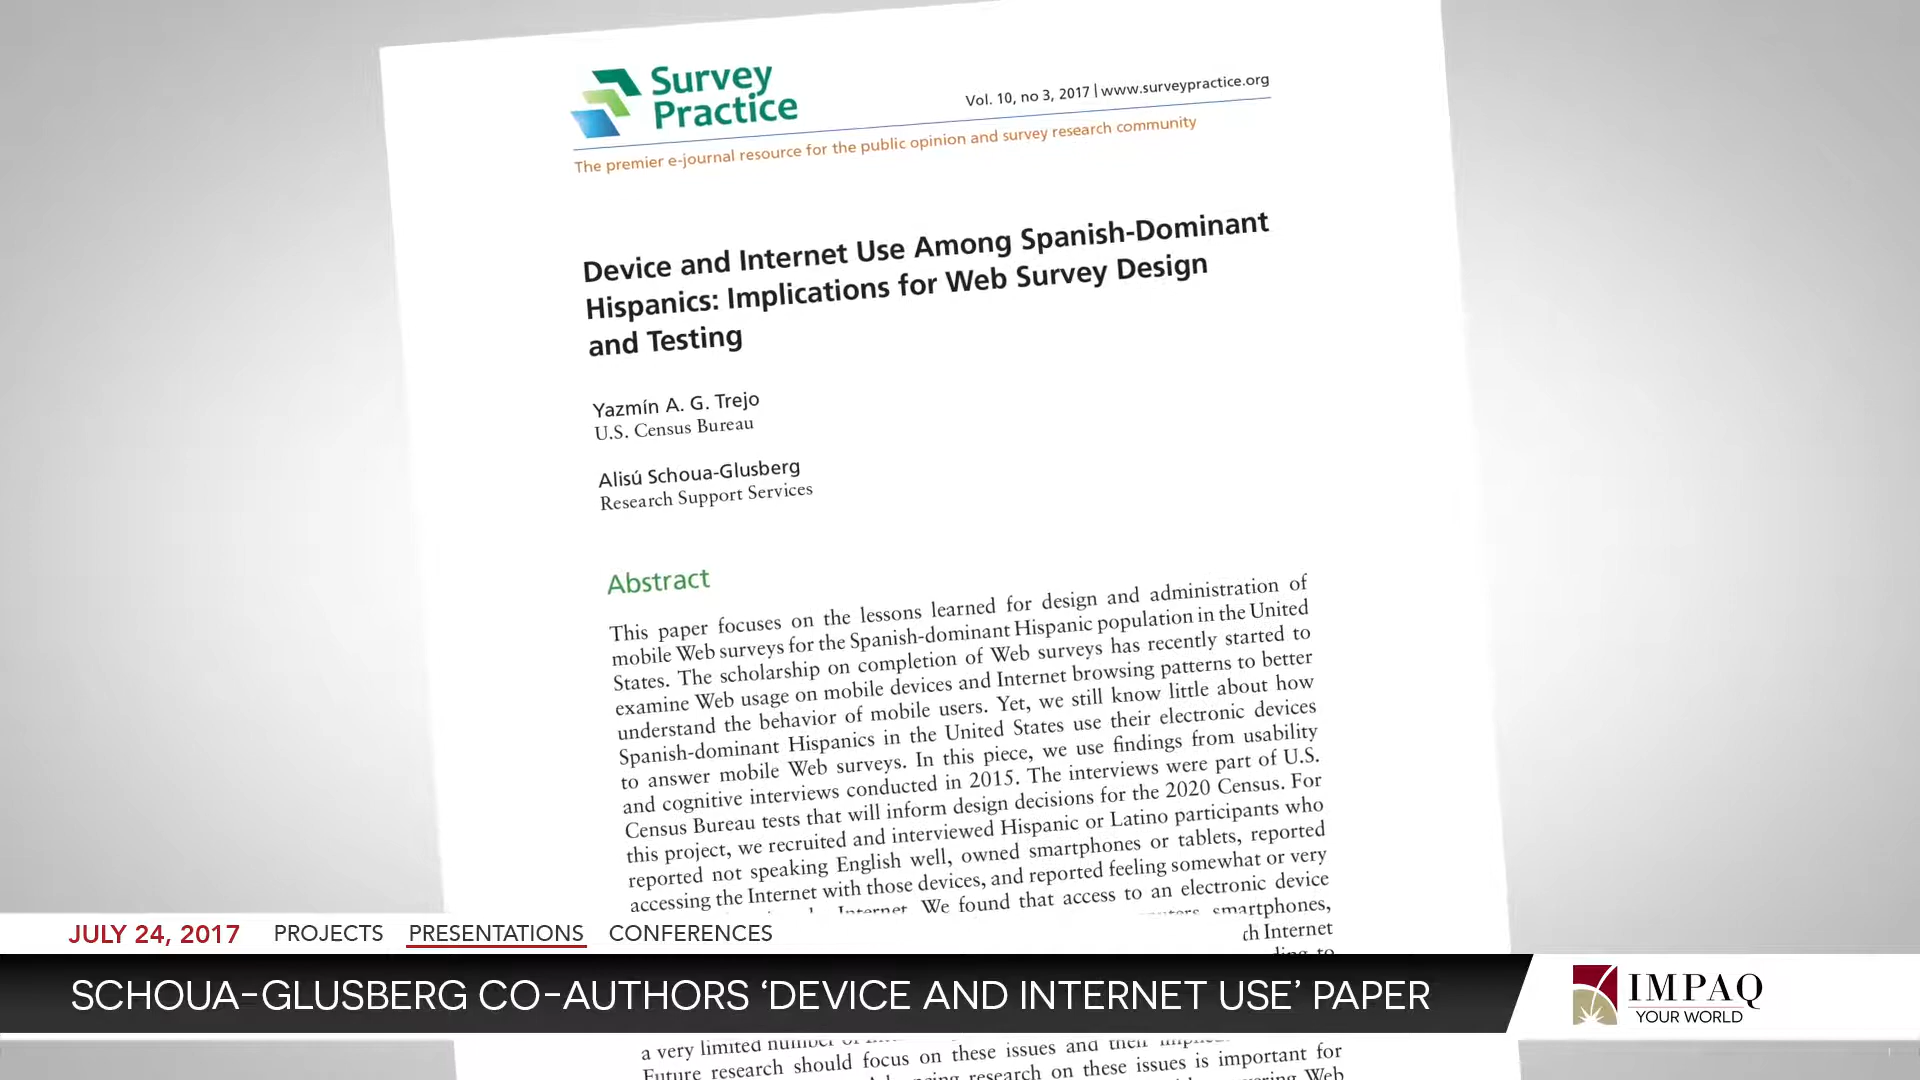 Survey
Practice
Vol. 10, no 3, 2017 | www.surveypractice.org
The premier e-journal resource for the public opinion and survey research community
Device and Internet Use Among Spanish-Dominant
Hispanics: Implications for Web Survey Design
and Testing
Yazmín A. G. Trejo
U.S. Census Bureau
Alisú Schoua-Glusberg
Research Support Services
Abstract
This paper focuses on the lessons learned for design and administration of
mobile Web surveys for the Spanish-dominant Hispanic population in the United
States. The scholarship on completion of Web surveys has recently started to
examine Web usage on mobile devices and Internet browsing patterns to better
understand the behavior of mobile users. Yet, we still know little about how
Spanish-dominant Hispanics in the United States use their electronic devices
to answer mobile Web surveys. In this piece, we use findings from usability
and cognitive interviews conducted in 2015. The interviews were part of U.S.
Census Bureau tests that will inform design decisions for the 2020 Census. For
this project, we recruited and interviewed Hispanic or Latino participants who
reported not speaking English well, owned smartphones or tablets, reported
accessing the Internet with those devices, and reported feeling somewhat or very
Internet. We found that access to an electronic device
smartphones,
Internet
to
JULY 24, 2017 PROJECTS PRESENTATIONS CONFERENCES
SCHOUA-GLUSBERG CO-AUTHORS ‘DEVICE AND INTERNET USE’ PAPER
IMPAQ
YOUR WORLD
a very limited number
Future research should focus on these issues and their
research on these issues is important for
Web